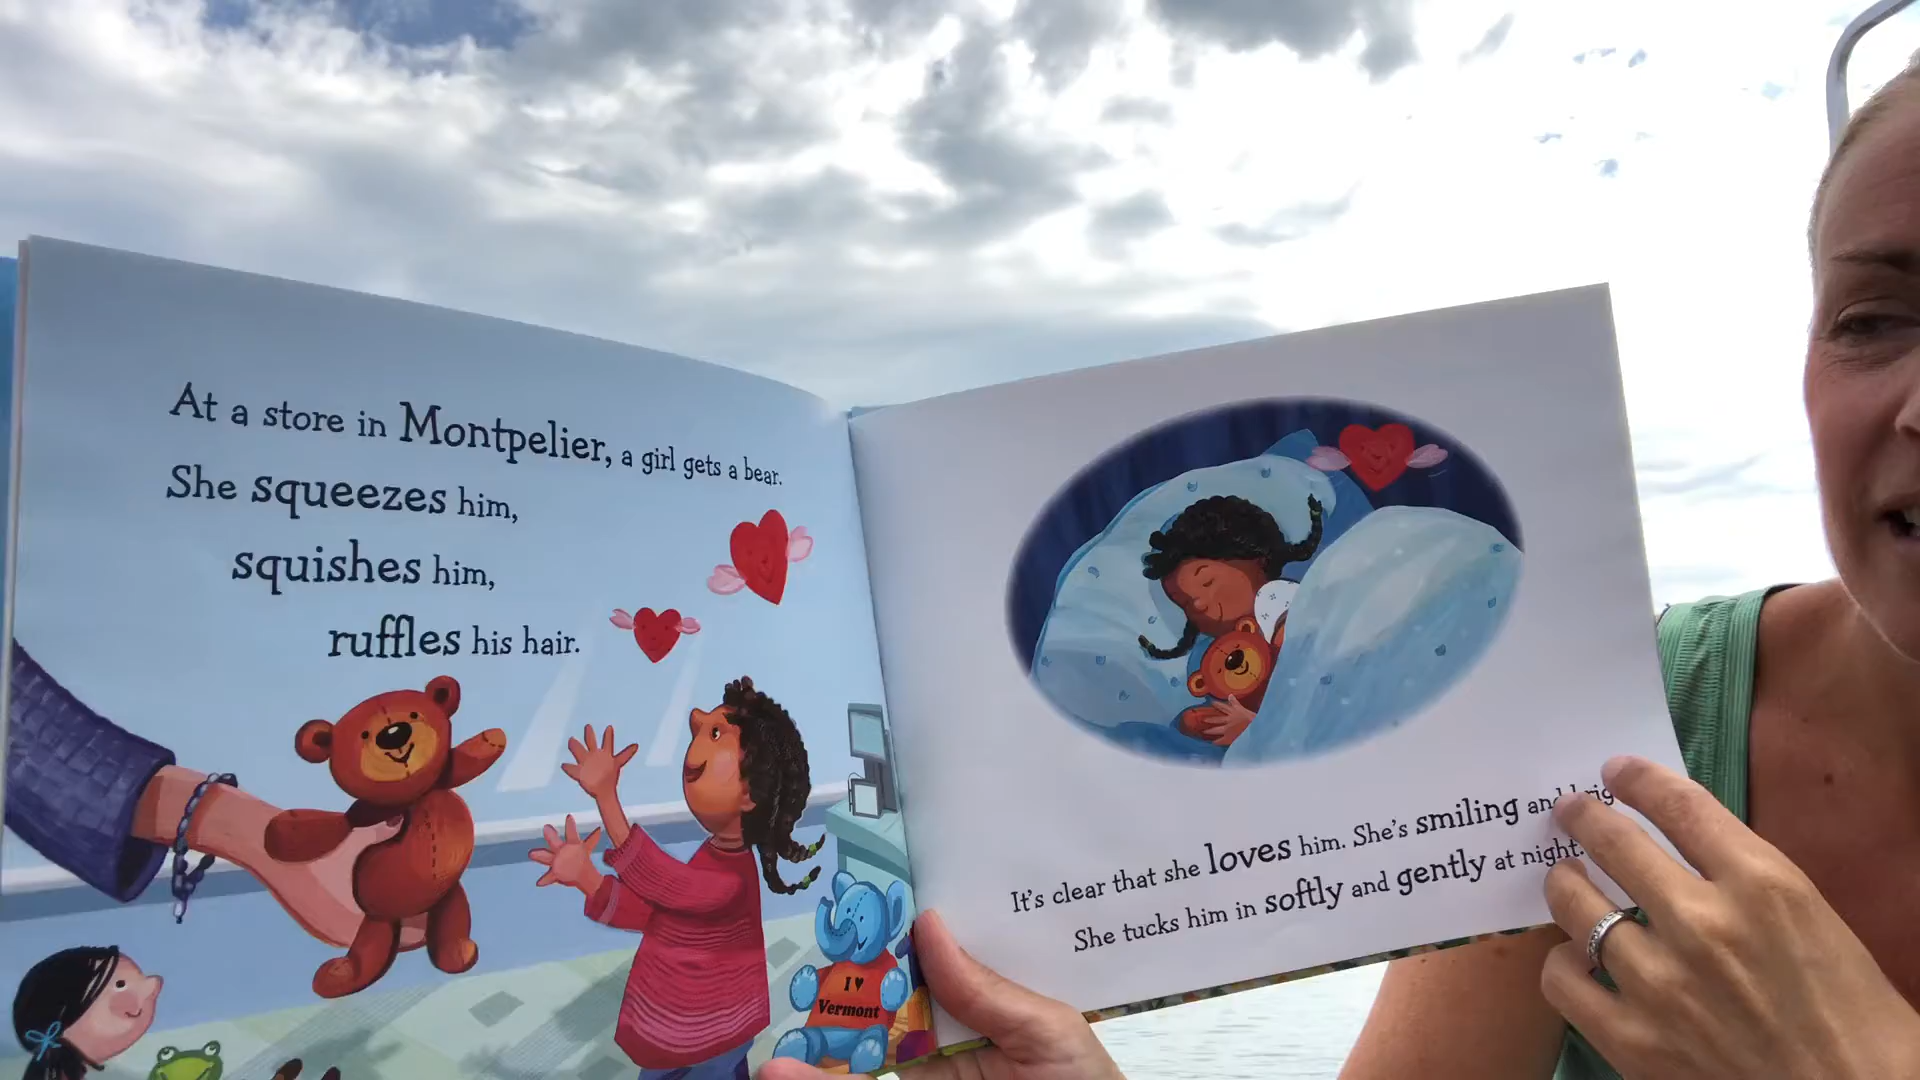 At a store in Montpelier, a girl gets a bear.
She squeezes him,
squishes him,
ruffles his hair.
I ♥
Vermont
It's clear that she loves him. She's smiling and
She tucks him in softly and gently at night.